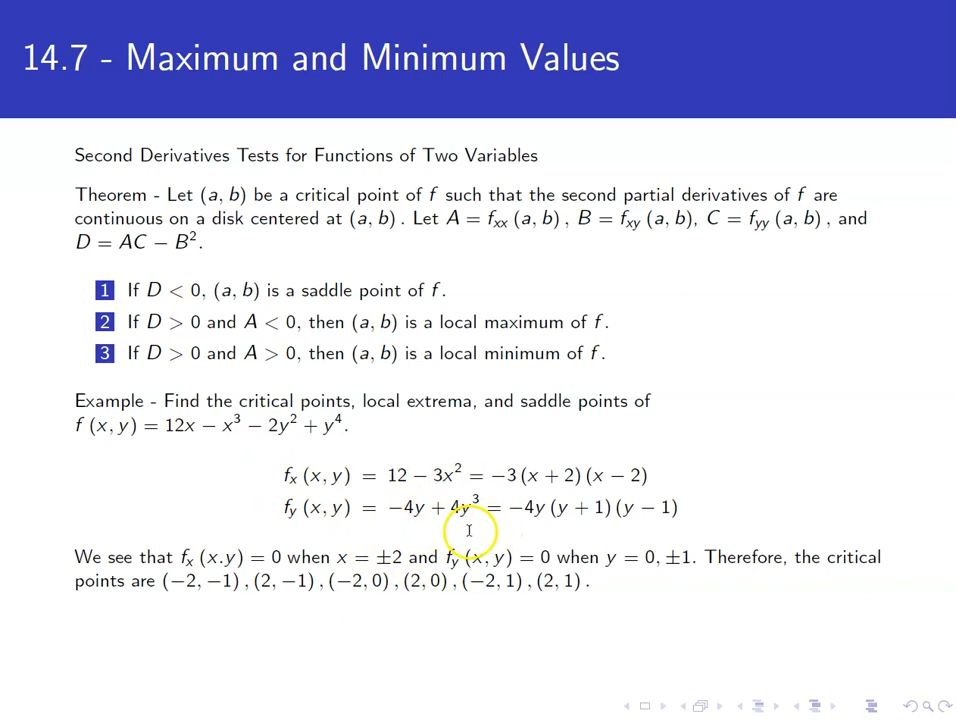 14.7 - Maximum and Minimum Values
Second Derivatives Tests for Functions of Two Variables
Theorem - Let (a, b) be a critical point of f such that the second partial derivatives of f are
continuous on a disk centered at (a, b) . Let A = f_xx (a, b) , B = f_xy (a, b), C = f_yy (a, b) , and
D = AC − B².
1 If D < 0, (a, b) is a saddle point of f.
2 If D > 0 and A < 0, then (a, b) is a local maximum of f.
3 If D > 0 and A > 0, then (a, b) is a local minimum of f.
Example - Find the critical points, local extrema, and saddle points of
f (x, y) = 12x − x³ − 2y² + y⁴.
f_x (x, y) = 12 − 3x² = −3 (x + 2) (x − 2)
f_y (x, y) = −4y + 4y³ = −4y (y + 1) (y − 1)
We see that f_x (x.y) = 0 when x = ±2 and f_y (x, y) = 0 when y = 0, ±1. Therefore, the critical
points are (−2, −1) , (2, −1) , (−2, 0) , (2, 0) , (−2, 1) , (2, 1) .